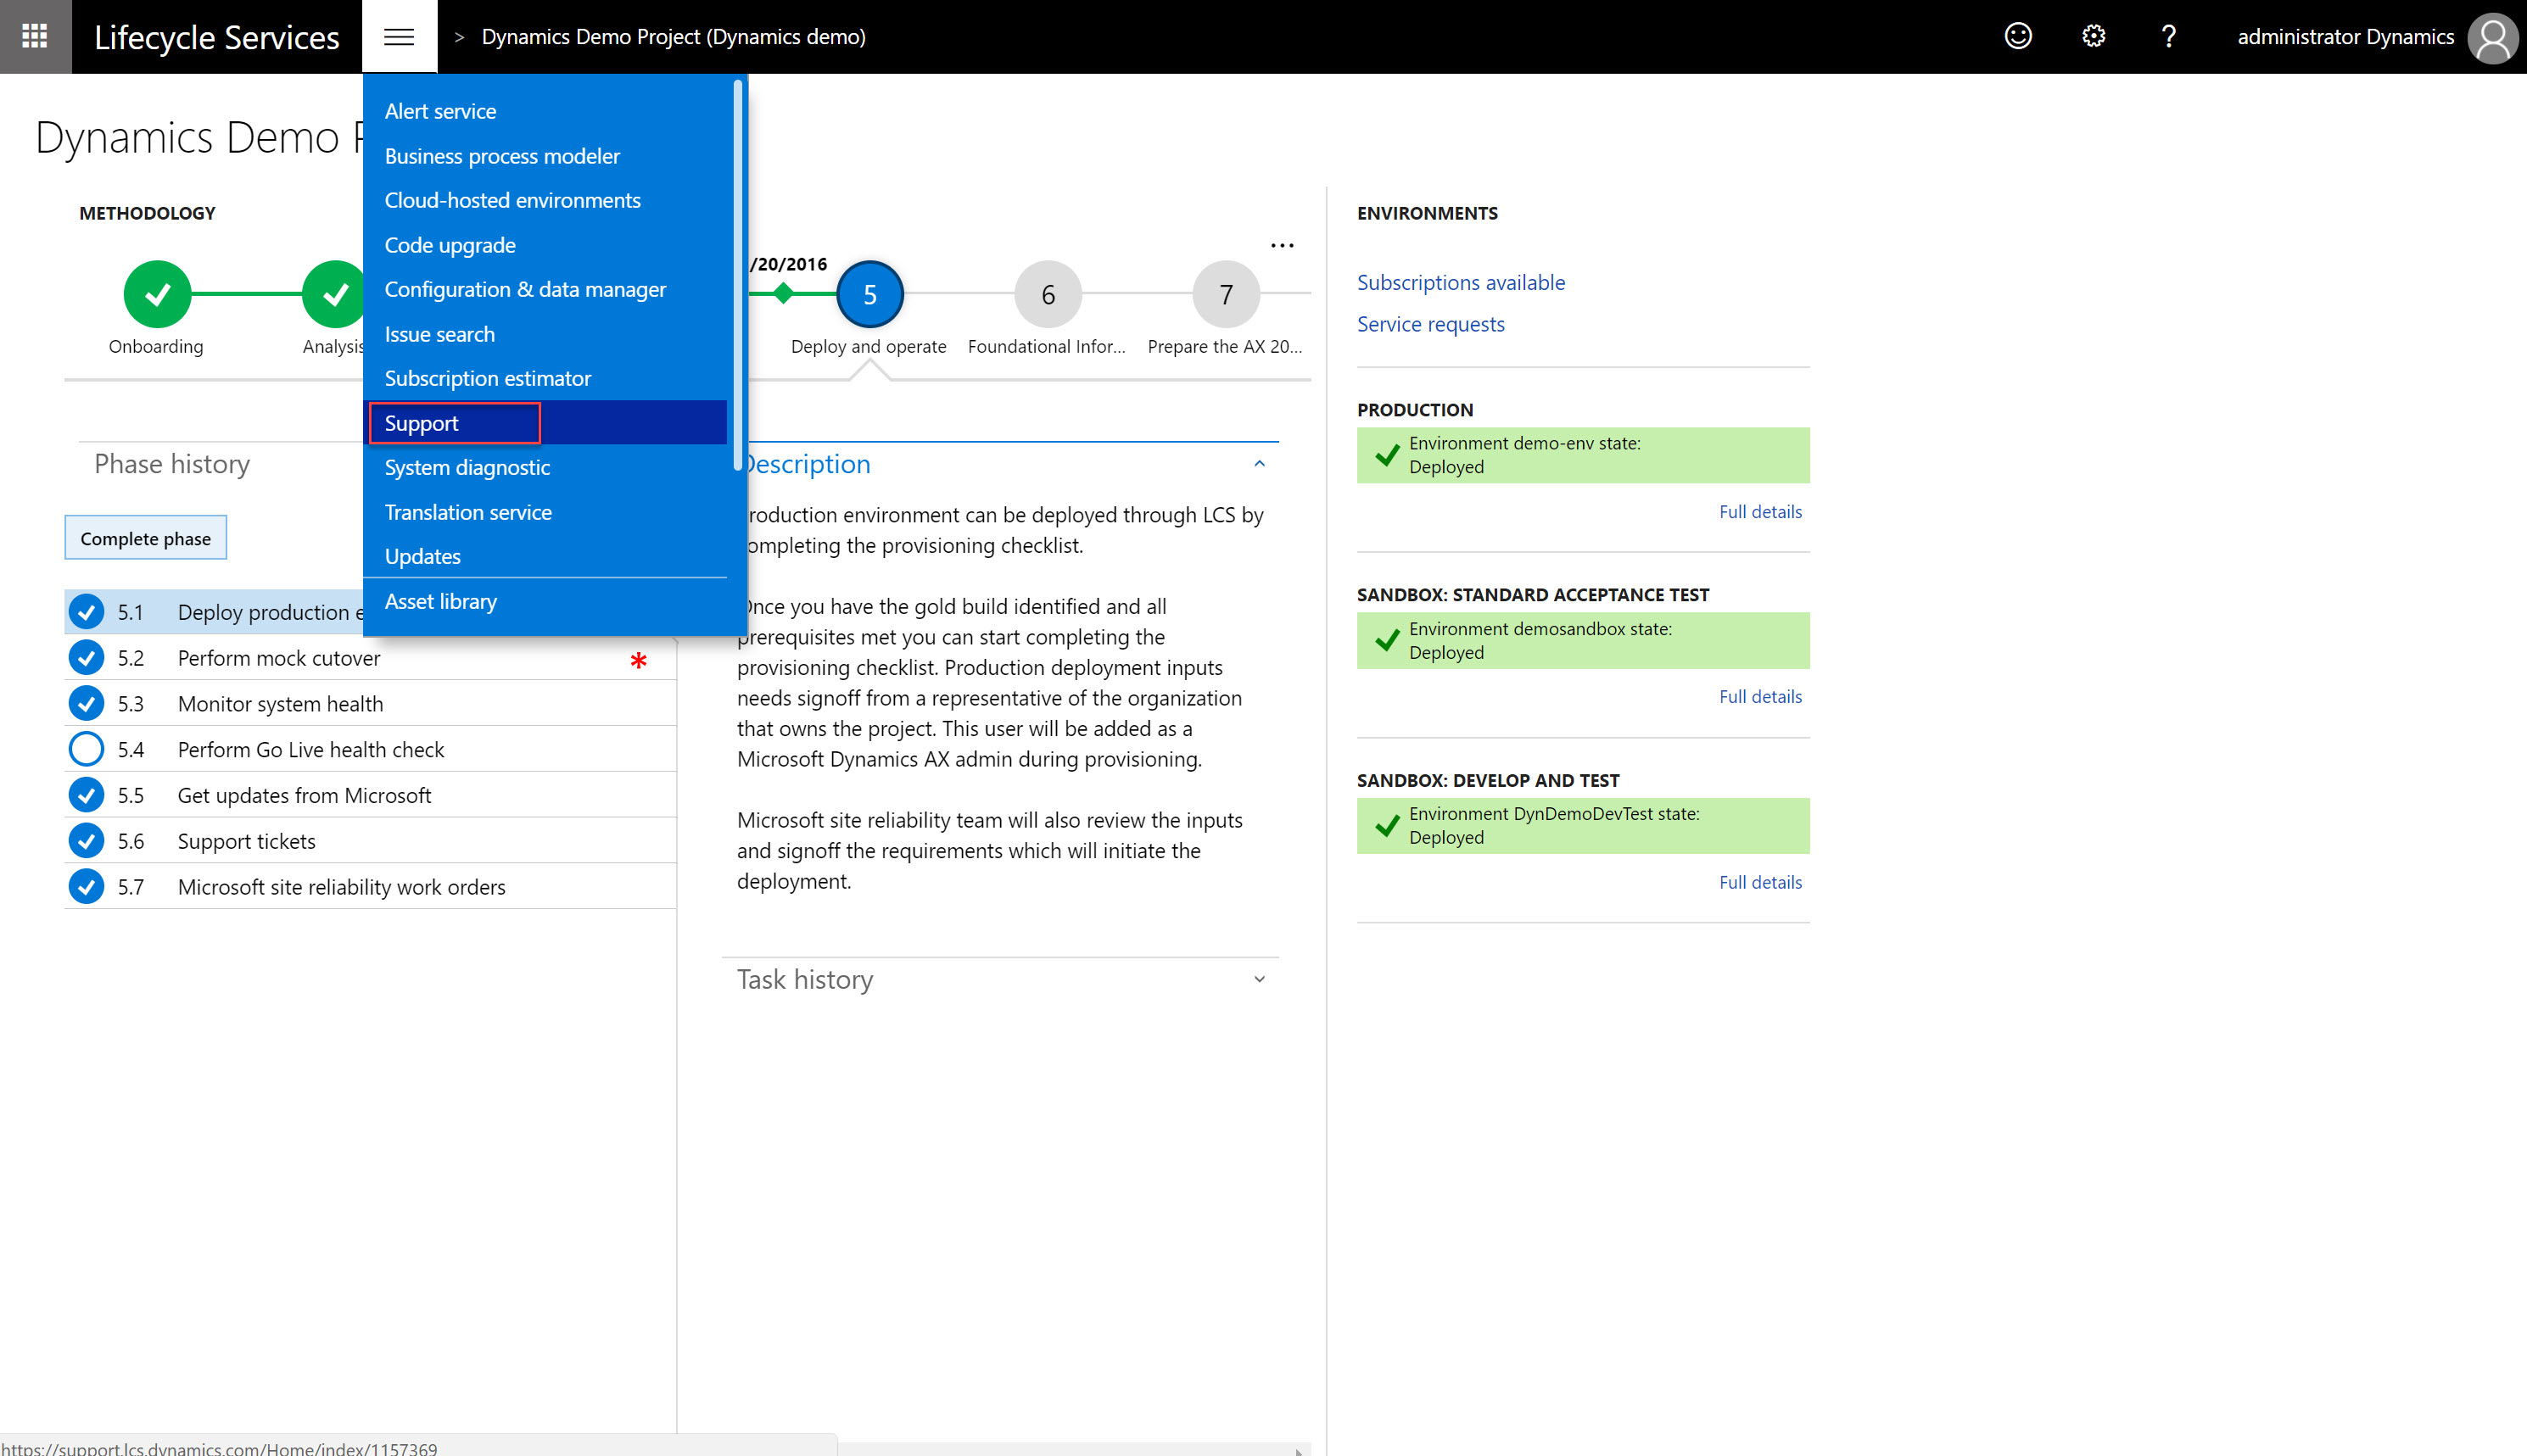 Lifecycle Services
> Dynamics Demo Project (Dynamics demo)
? administrator Dynamics
Alert service
Business process modeler
Cloud-hosted environments
Code upgrade
Configuration & data manager
Issue search
Subscription estimator
Support
System diagnostic
Translation service
Updates
Asset library
Dynamics Demo
METHODOLOGY
/20/2016
...
5
6
7
Onboarding
Analysis
Deploy and operate
Foundational Infor...
Prepare the AX 20...
Phase history
Complete phase
5.1 Deploy production
5.2 Perform mock cutover *
5.3 Monitor system health
5.4 Perform Go Live health check
5.5 Get updates from Microsoft
5.6 Support tickets
5.7 Microsoft site reliability work orders
Description
Production environment can be deployed through LCS by
completing the provisioning checklist.
Once you have the gold build identified and all
prerequisites met you can start completing the
provisioning checklist. Production deployment inputs
needs signoff from a representative of the organization
that owns the project. This user will be added as a
Microsoft Dynamics AX admin during provisioning.
Microsoft site reliability team will also review the inputs
and signoff the requirements which will initiate the
deployment.
Task history
ENVIRONMENTS
Subscriptions available
Service requests
PRODUCTION
Environment demo-env state:
Deployed
Full details
SANDBOX: STANDARD ACCEPTANCE TEST
Environment demosandbox state:
Deployed
Full details
SANDBOX: DEVELOP AND TEST
Environment DynDemoDevTest state:
Deployed
Full details
https://support.lcs.dynamics.com/Home/index/1157369